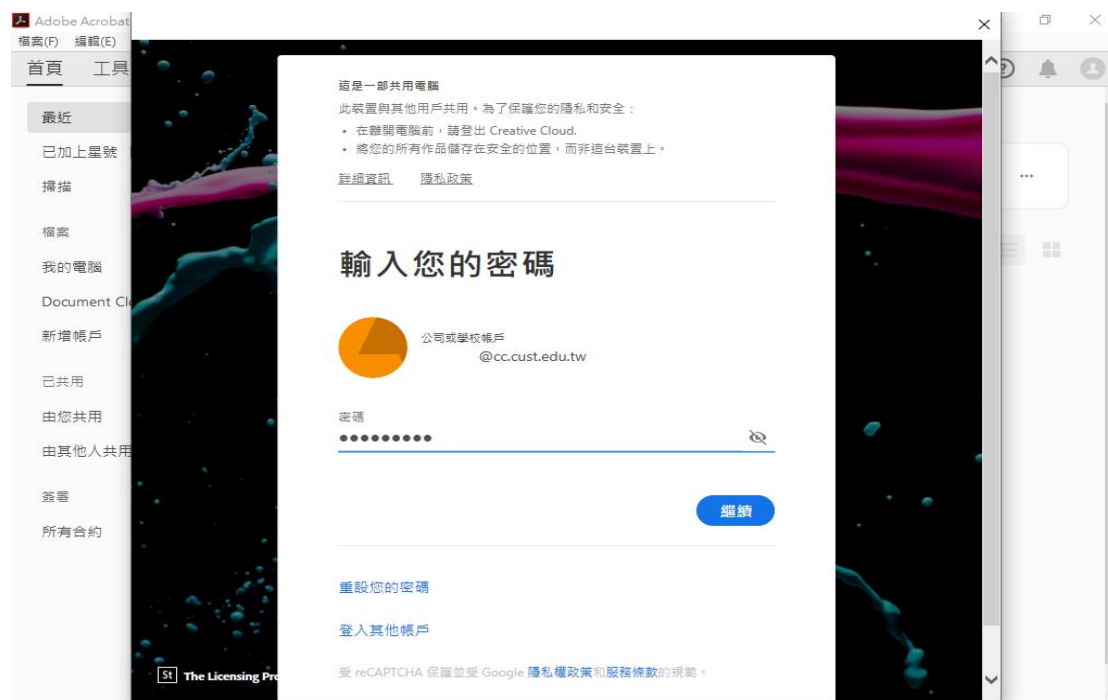 Adobe Acrobat
檔案(F) 編輯(E)
首頁 工具
最近
已加上星號
掃描
檔案
我的電腦
Document Clo
新增帳戶
已共用
由您共用
由其他人共用
簽署
所有合約
這是一部共用電腦
此裝置與其他用戶共用。為了保護您的隱私和安全：
• 在離開電腦前，請登出 Creative Cloud.
• 將您的所有作品儲存在安全的位置，而非這台裝置上。
詳細資訊 隱私政策
輸入您的密碼
公司或學校帳戶
@cc.cust.edu.tw
密碼
•••••••••
繼續
重設您的密碼
登入其他帳戶
受 reCAPTCHA 保護並受 Google 隱私權政策和服務條款的規範。
St The Licensing Pro